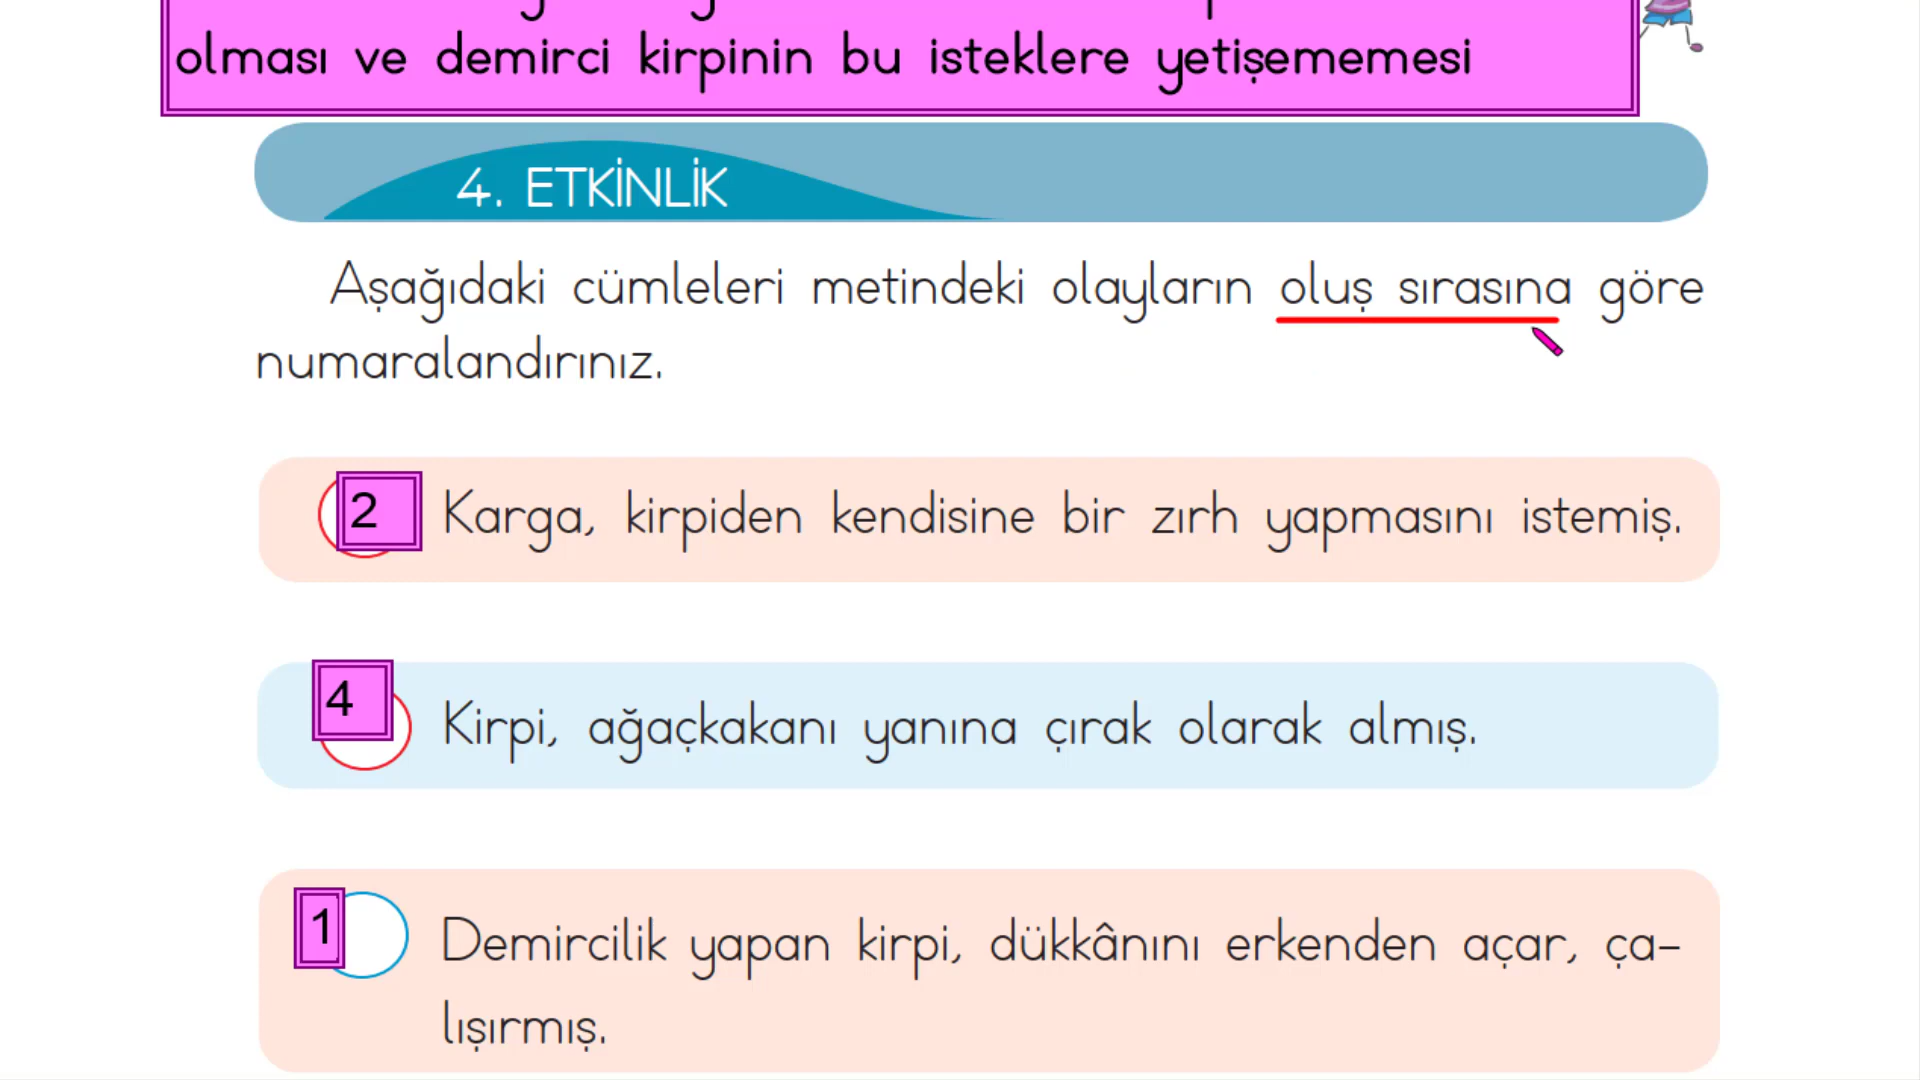 olması ve demirci kirpinin bu isteklere yetişememesi
4. ETKİNLİK
Aşağıdaki cümleleri metindeki olayların oluş sırasına göre
numaralandırınız.
2 Karga, kirpiden kendisine bir zırh yapmasını istemiş.
4 Kirpi, ağaçkakanı yanına çırak olarak almış.
1 Demircilik yapan kirpi, dükkânını erkenden açar, ça-
lışırmış.